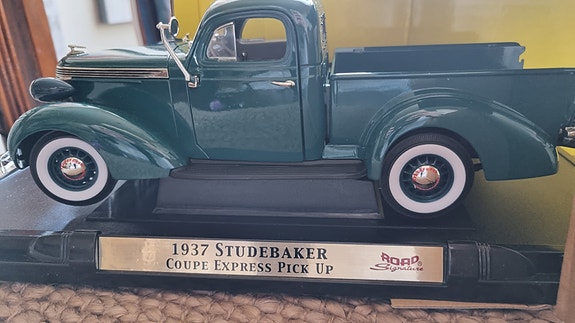 1937 STUDEBAKER
COUPE EXPRESS PICK UP
ROAD
Signature®